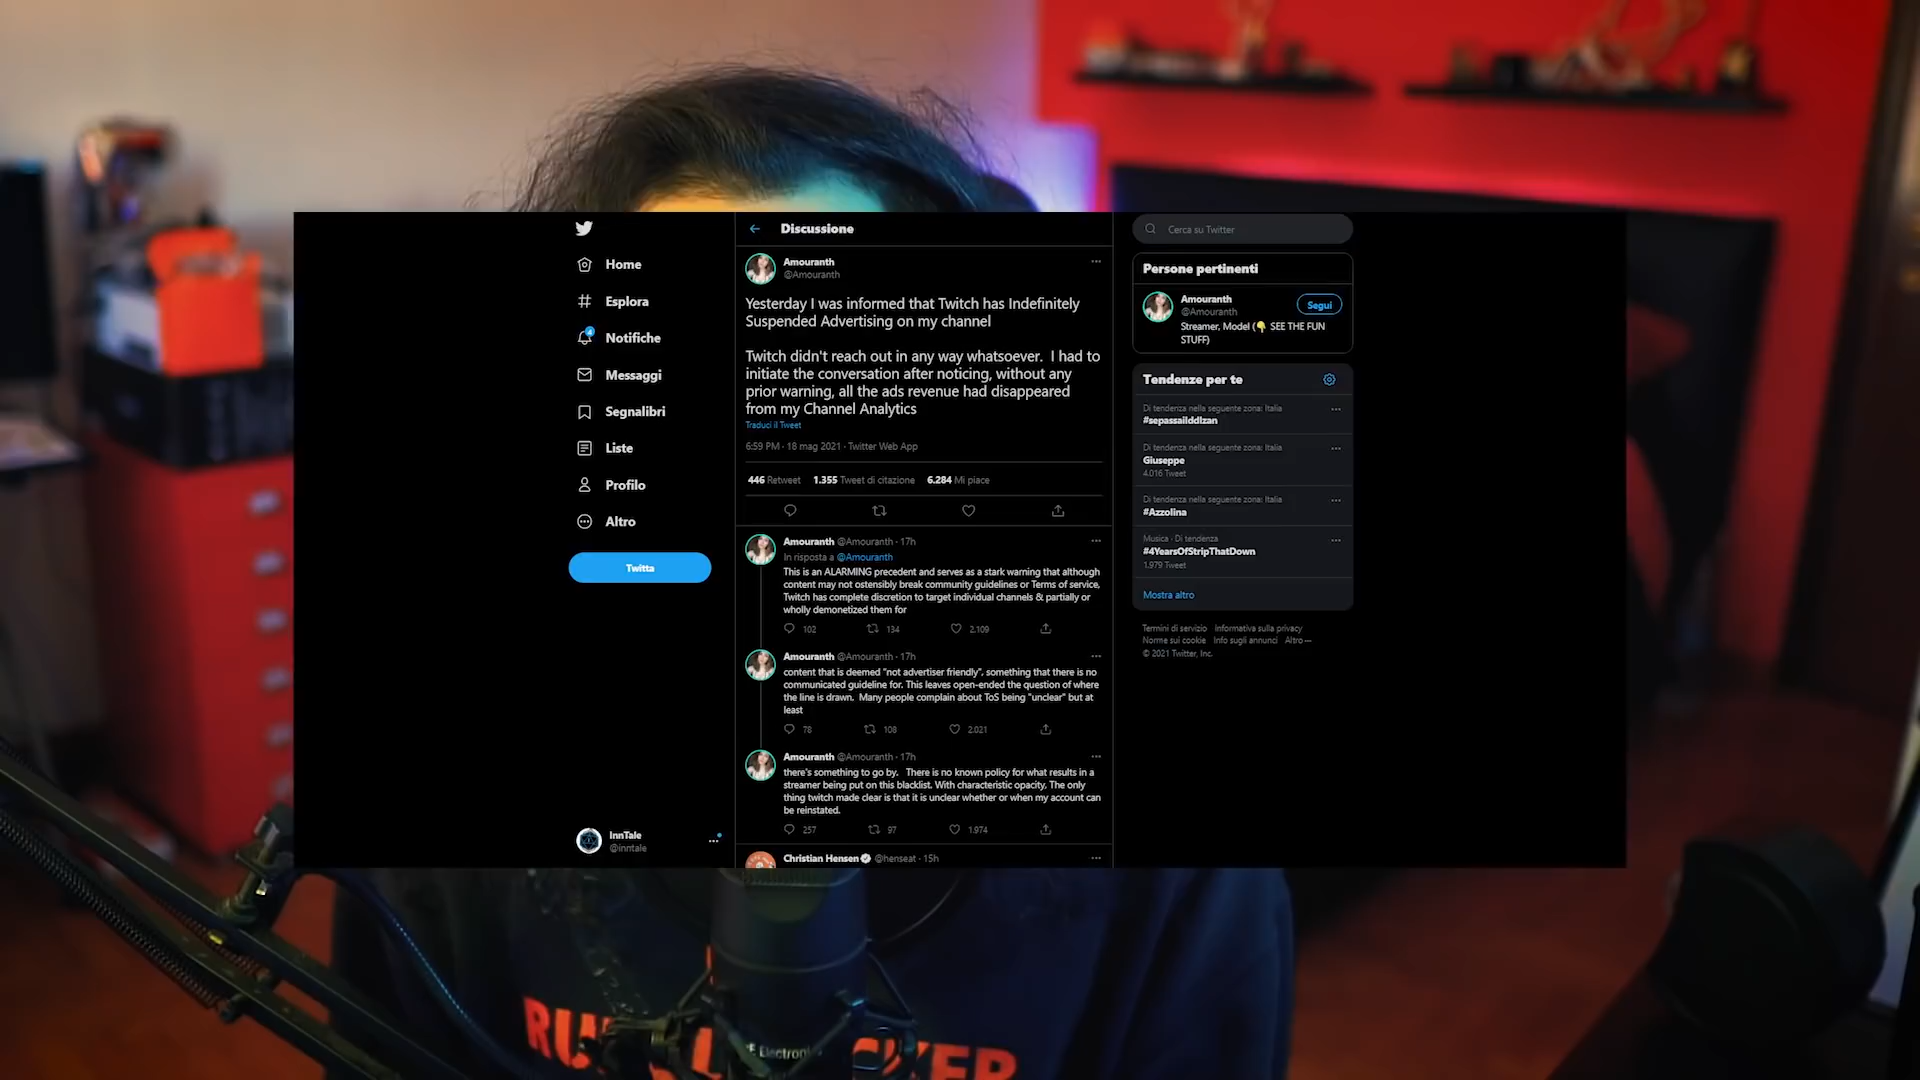 Home
Esplora
4
Notifiche
Messaggi
Segnalibri
Liste
Profilo
Altro
Twitta
InnTale
@inntale
Discussione
Amouranth
@Amouranth
Yesterday I was informed that Twitch has Indefinitely
Suspended Advertising on my channel
Twitch didn't reach out in any way whatsoever.  I had to
initiate the conversation after noticing, without any
prior warning, all the ads revenue had disappeared
from my Channel Analytics
Traduci il Tweet
6:59 PM · 18 mag 2021 · Twitter Web App
446 Retweet 1.355 Tweet di citazione 6.284 Mi piace
Amouranth @Amouranth · 17h
In risposta a @Amouranth
This is an ALARMING precedent and serves as a stark warning that although
content may not ostensibly break community guidelines or Terms of service,
Twitch has complete discretion to target individual channels & partially or
wholly demonetized them for
102 134 2.109
Amouranth @Amouranth · 17h
content that is deemed "not advertiser friendly", something that there is no
communicated guideline for. This leaves open-ended the question of where
the line is drawn.  Many people complain about ToS being "unclear" but at
least
78 108 2.021
Amouranth @Amouranth · 17h
there's something to go by.   There is no known policy for what results in a
streamer being put on this blacklist. With characteristic opacity, The only
thing twitch made clear is that it is unclear whether or when my account can
be reinstated.
257 97 1.974
Christian Hensen @henseat · 15h
Cerca su Twitter
Persone pertinenti
Amouranth
@Amouranth
Segui
Streamer, Model (👇 SEE THE FUN
STUFF)
Tendenze per te
Di tendenza nella seguente zona: Italia
#sepassailddlzan
Di tendenza nella seguente zona: Italia
Giuseppe
4.016 Tweet
Di tendenza nella seguente zona: Italia
#Azzolina
Musica · Di tendenza
#4YearsOfStripThatDown
1.979 Tweet
Mostra altro
Termini di servizio Informativa sulla privacy
Norme sui cookie Info sugli annunci Altro ···
© 2021 Twitter, Inc.
Electroni